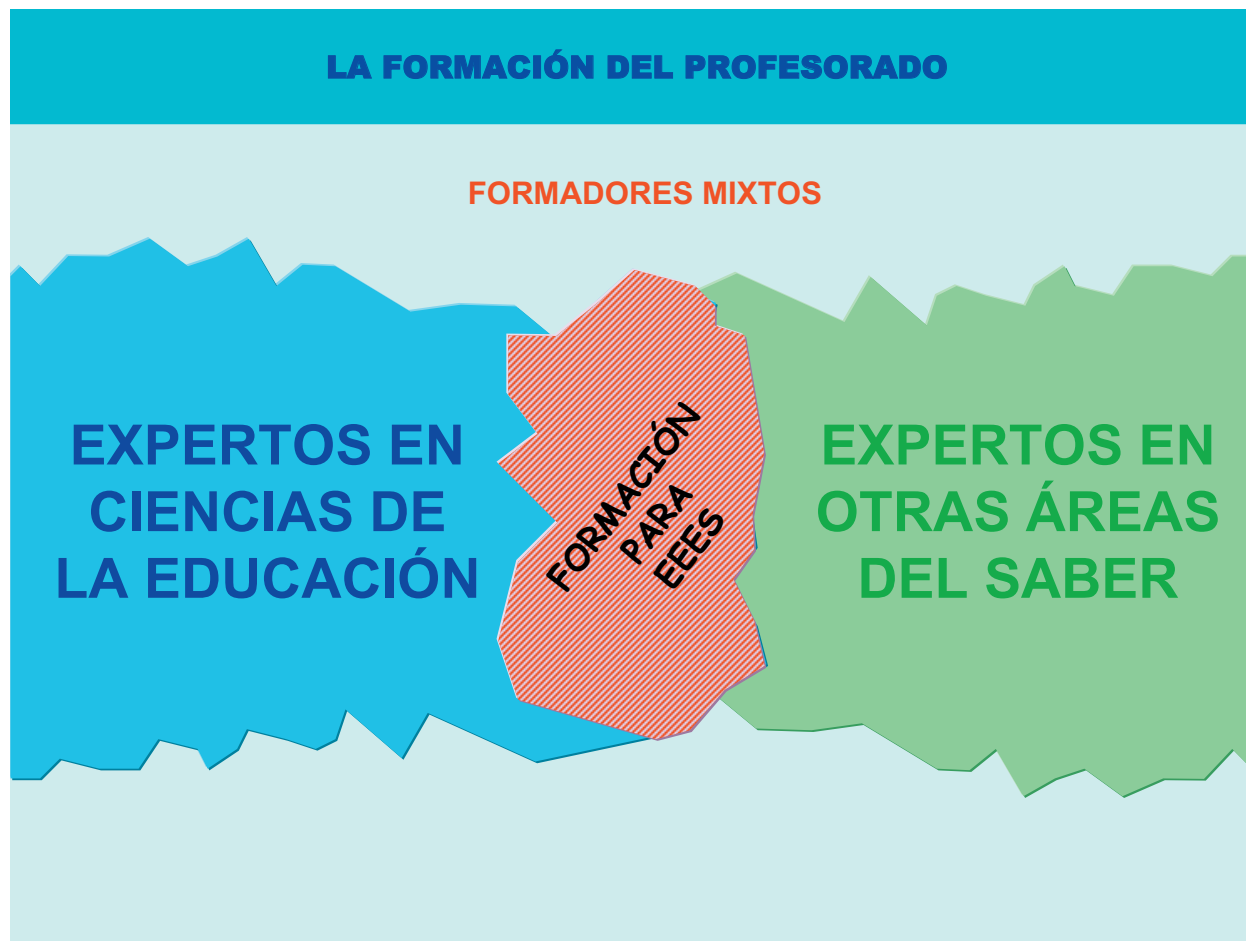 LA FORMACIÓN DEL PROFESORADO
FORMADORES MIXTOS
EXPERTOS EN
CIENCIAS DE
LA EDUCACIÓN
FORMACIÓN
PARA
EEES
EXPERTOS EN
OTRAS ÁREAS
DEL SABER